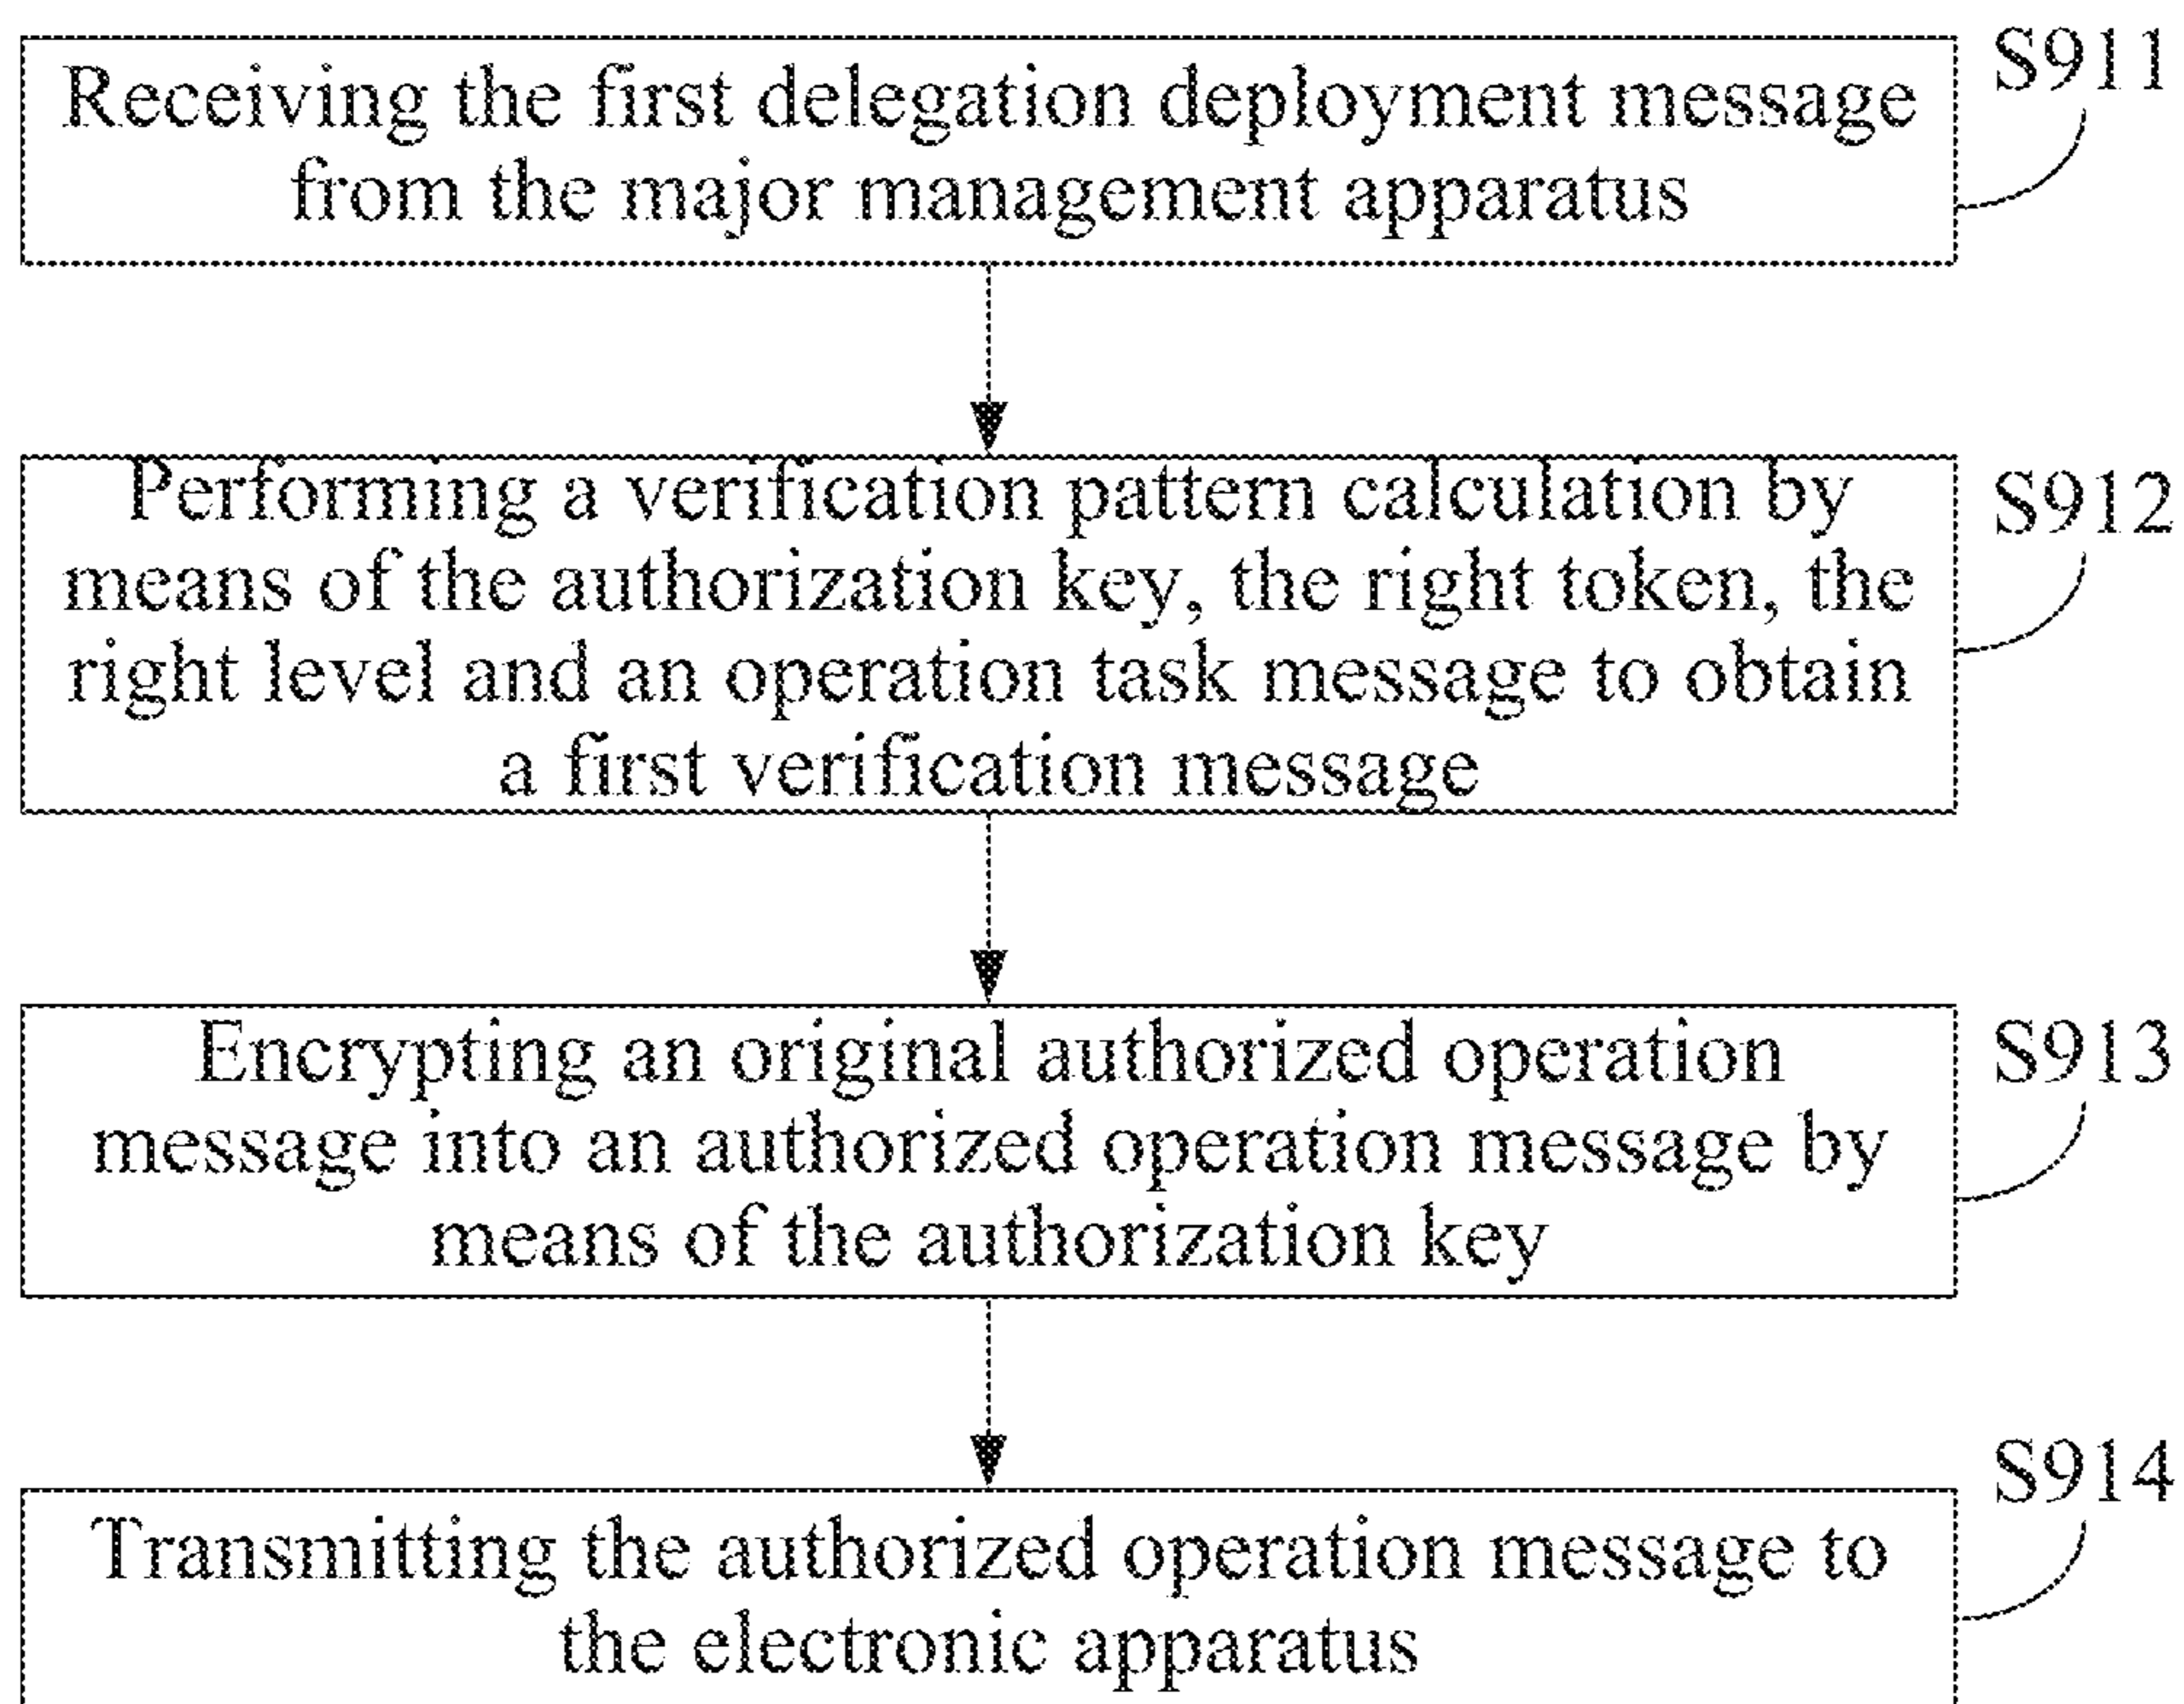 Receiving the first delegation deployment message
from the major management apparatus
S911
Performing a verification pattern calculation by
means of the authorization key, the right token, the
right level and an operation task message to obtain
a first verification message
S912
Encrypting an original authorized operation
message into an authorized operation message by
means of the authorization key
S913
Transmitting the authorized operation message to
the electronic apparatus
S914